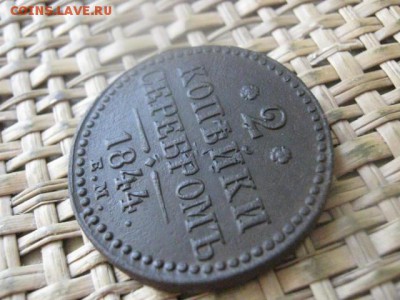 COINS.LAVE.RU
* 2 *
КОПѢЙКИ
СЕРЕБРОМЪ
1844.
Е.М.